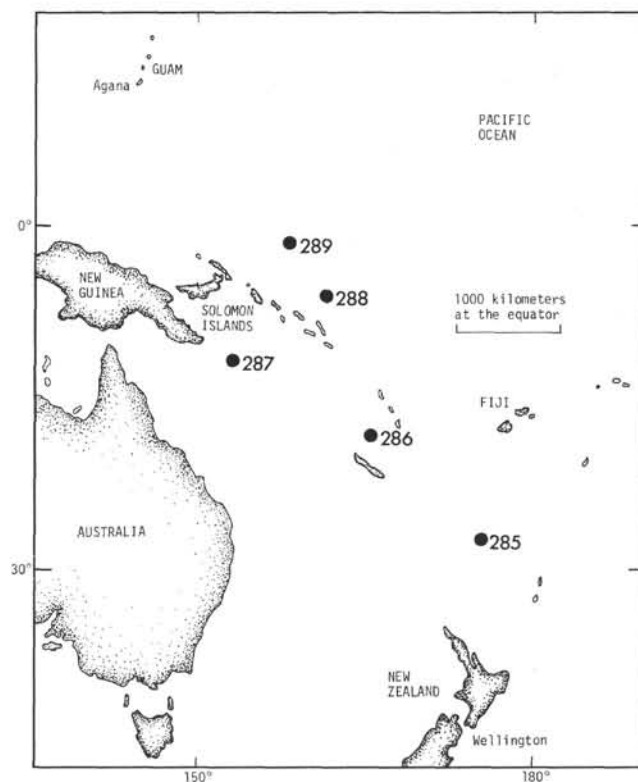 GUAM
Agana
PACIFIC
OCEAN
0°
289
NEW
GUINEA
288
SOLOMON
ISLANDS
1000 kilometers
at the equator
287
FIJI
286
AUSTRALIA
285
30°
NEW
ZEALAND
Wellington
150°
180°